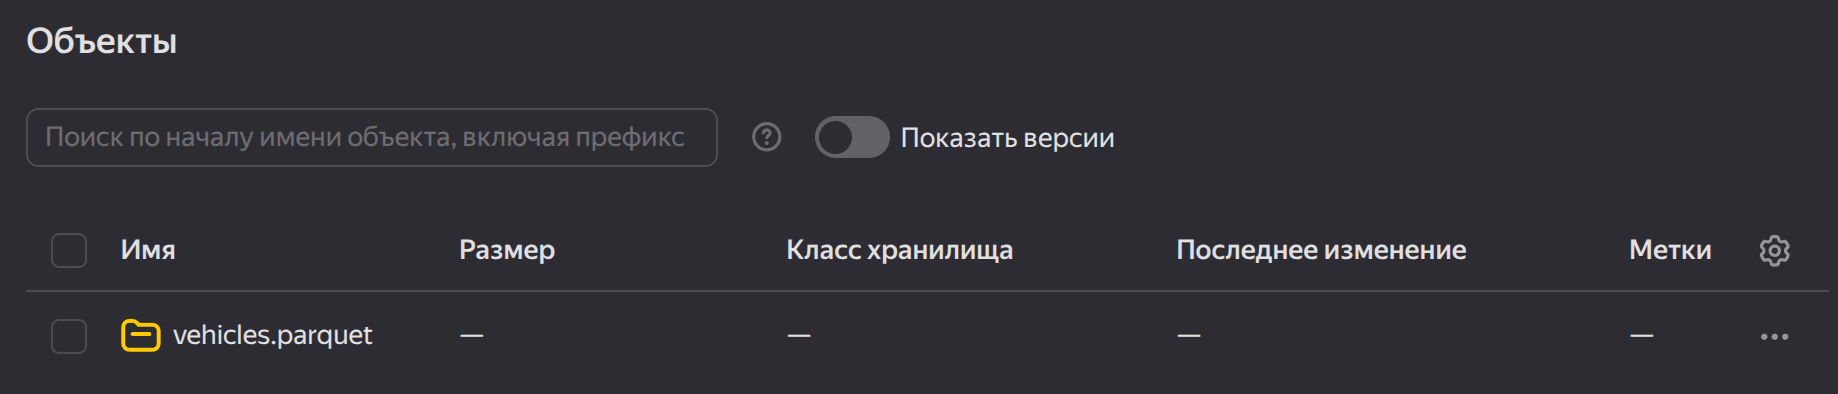 Объекты
Поиск по началу имени объекта, включая префикс ? Показать версии
Имя Размер Класс хранилища Последнее изменение Метки
vehicles.parquet — — — — ...